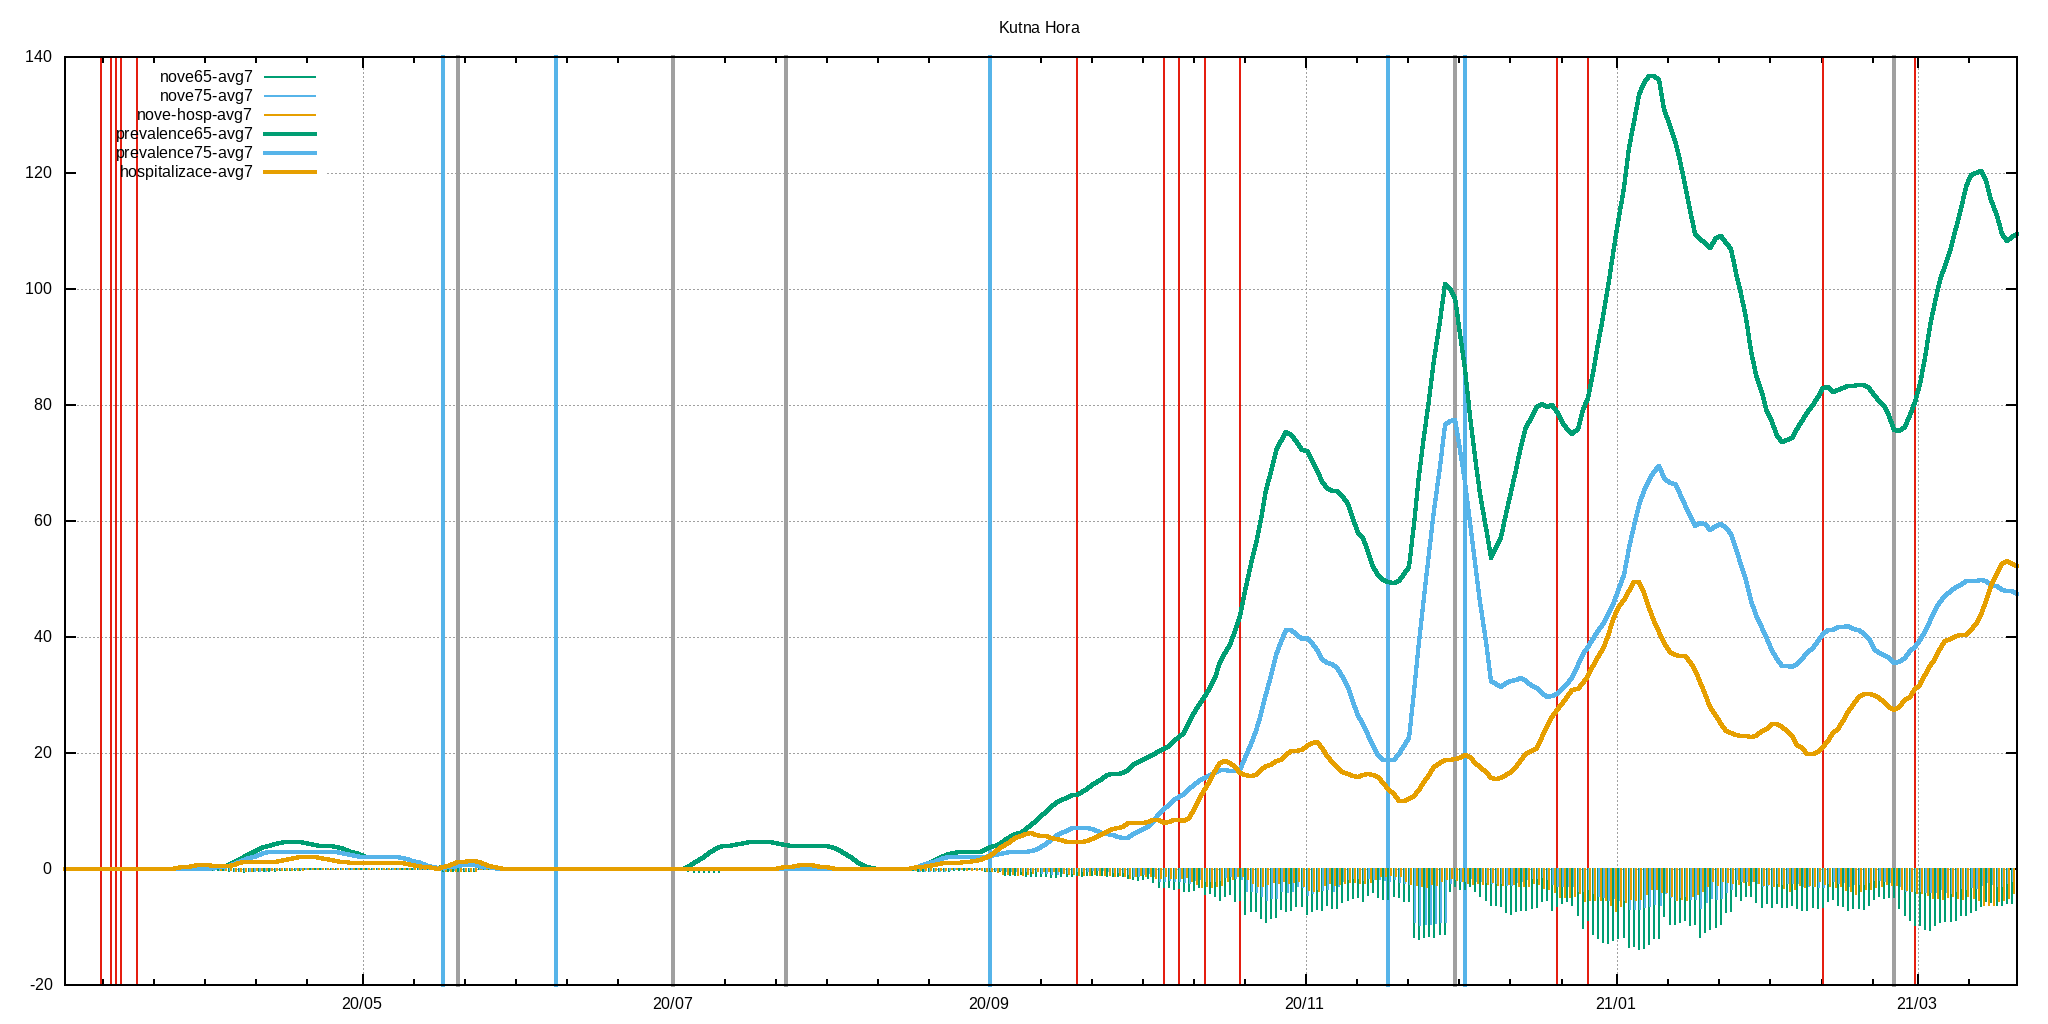 Kutna Hora
140
120
100
80
60
40
20
0
-20
nove65-avg7
nove75-avg7
nove-hosp-avg7
prevalence65-avg7
prevalence75-avg7
hospitalizace-avg7
20/05
20/07
20/09
20/11
21/01
21/03